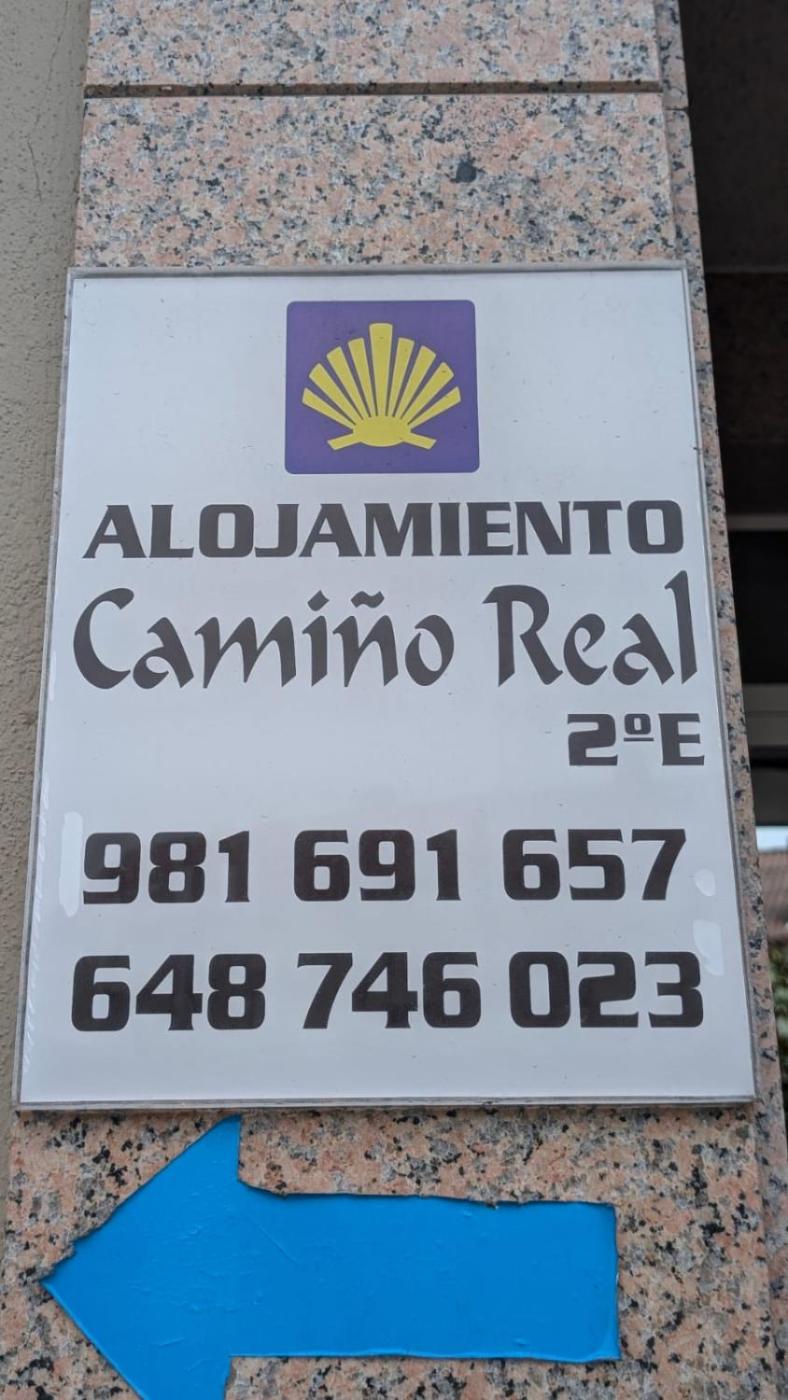 ALOJAMIENTO
Camiño Real
2ºE
981 691 657
648 746 023